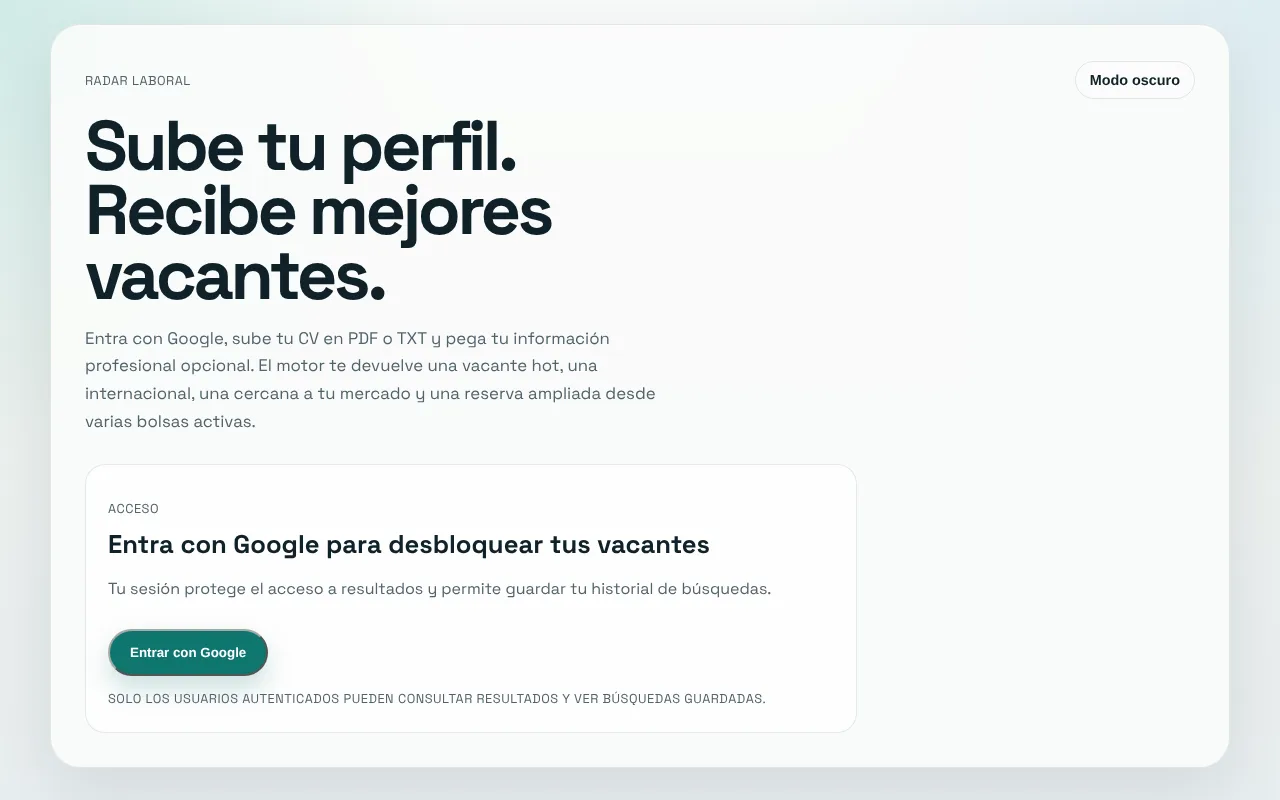 RADAR LABORAL
Modo oscuro
Sube tu perfil.
Recibe mejores
vacantes.
Entra con Google, sube tu CV en PDF o TXT y pega tu información
profesional opcional. El motor te devuelve una vacante hot, una
internacional, una cercana a tu mercado y una reserva ampliada desde
varias bolsas activas.
ACCESO
Entra con Google para desbloquear tus vacantes
Tu sesión protege el acceso a resultados y permite guardar tu historial de búsquedas.
Entrar con Google
SOLO LOS USUARIOS AUTENTICADOS PUEDEN CONSULTAR RESULTADOS Y VER BÚSQUEDAS GUARDADAS.